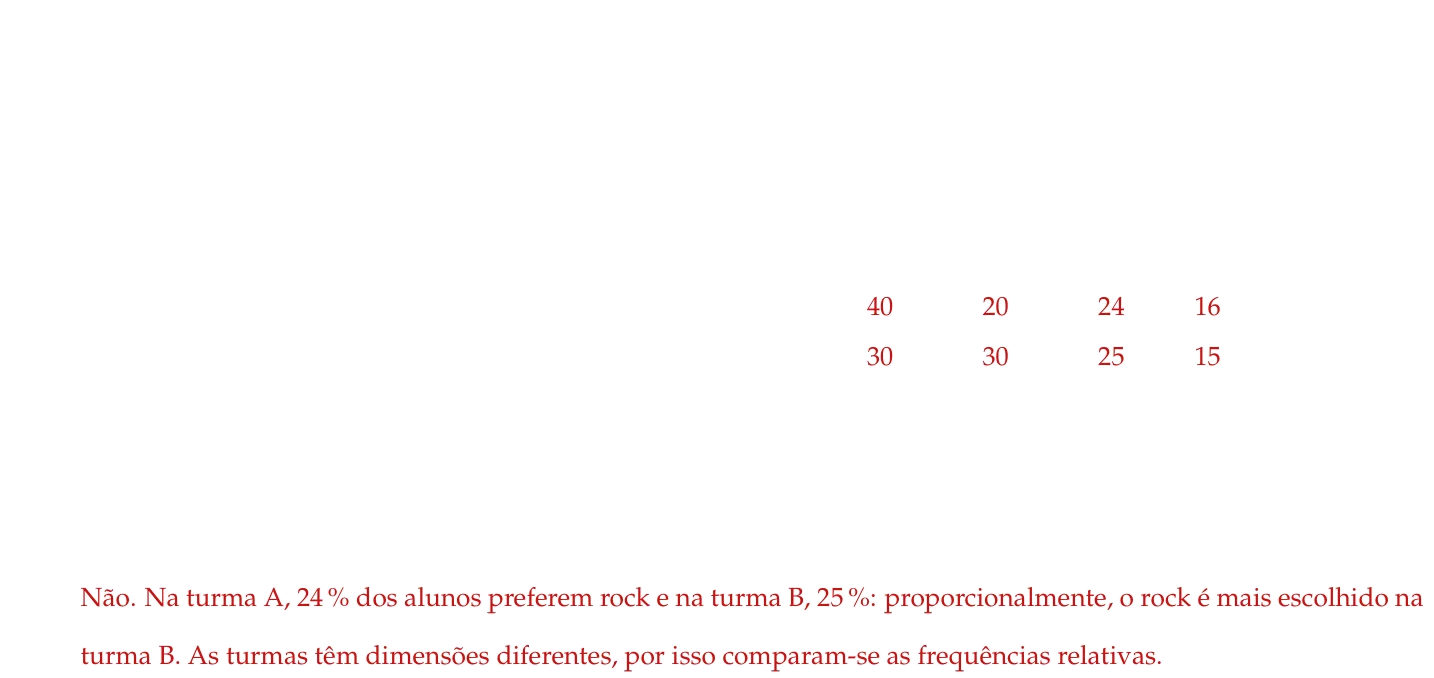 40 20 24 16
30 30 25 15
Não. Na turma A, 24 % dos alunos preferem rock e na turma B, 25 %: proporcionalmente, o rock é mais escolhido na
turma B. As turmas têm dimensões diferentes, por isso comparam-se as frequências relativas.